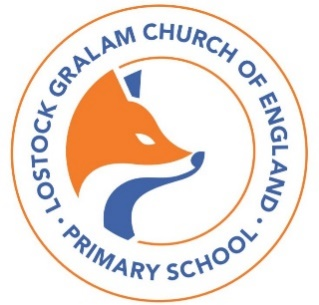 · LOSTOCK GRALAM CHURCH OF ENGLAND ·
PRIMARY SCHOOL